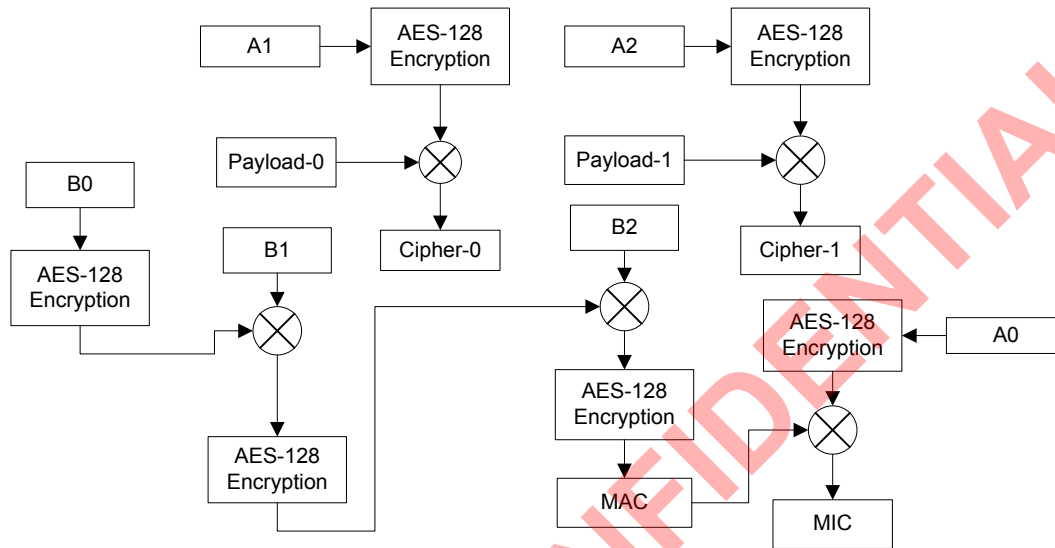 A1
AES-128
Encryption
A2
AES-128
Encryption
Payload-0
Payload-1
B0
B1
Cipher-0
B2
Cipher-1
AES-128
Encryption
AES-128
Encryption
A0
AES-128
Encryption
AES-128
Encryption
MAC
MIC
NFIDENTIA